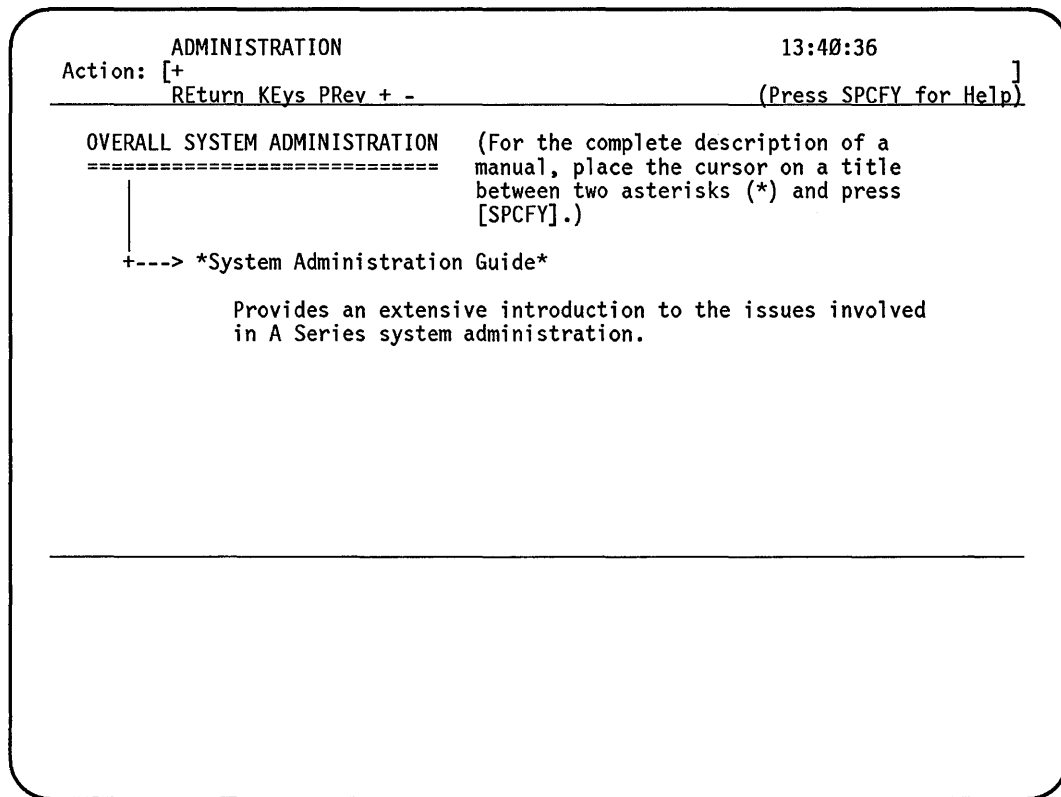 ADMINISTRATION 13:40:36
Action: [+ ]
REturn KEys PRev + - (Press SPCFY for Help)
OVERALL SYSTEM ADMINISTRATION (For the complete description of a
============================= manual, place the cursor on a title
between two asterisks (*) and press
[SPCFY].)
+---> *System Administration Guide*
Provides an extensive introduction to the issues involved
in A Series system administration.